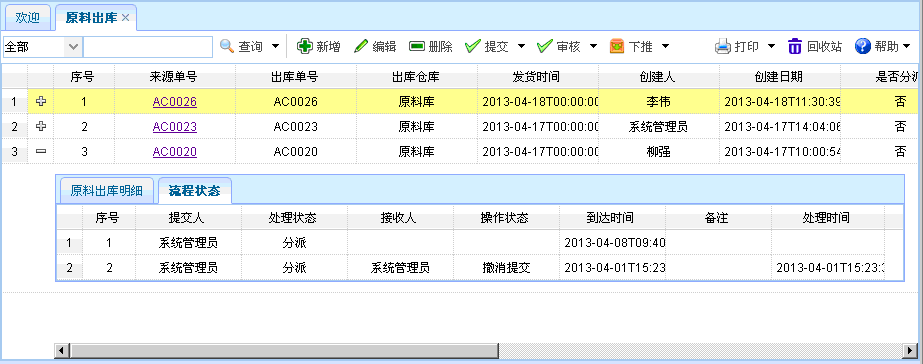 欢迎 原料出库
全部 查询 新增 编辑 删除 提交 审核 下推 打印 回收站 帮助
序号 来源单号 出库单号 出库仓库 发货时间 创建人 创建日期 是否分派
1 1 AC0026 AC0026 原料库 2013-04-18T00:00:00 李伟 2013-04-18T11:30:39 否
2 2 AC0023 AC0023 原料库 2013-04-17T00:00:00 系统管理员 2013-04-17T14:04:06 否
3 3 AC0020 AC0020 原料库 2013-04-17T00:00:00 柳强 2013-04-17T10:00:54 否
原料出库明细 流程状态
序号 提交人 处理状态 接收人 操作状态 到达时间 备注 处理时间
1 1 系统管理员 分派 2013-04-08T09:40
2 2 系统管理员 分派 系统管理员 撤消提交 2013-04-01T15:23 2013-04-01T15:23:3